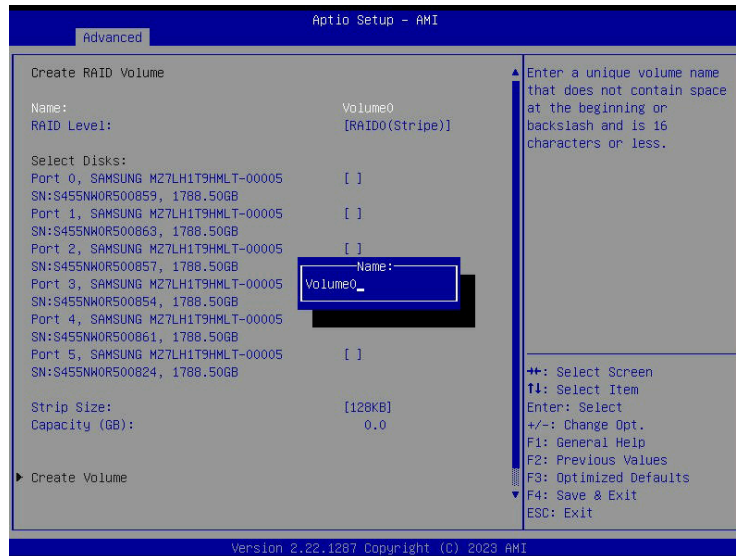 Aptio Setup - AMI
Advanced
Create RAID Volume
Name: Volume0
RAID Level: [RAID0(Stripe)]
Select Disks:
Port 0, SAMSUNG MZ7LH1T9HMLT-00005 [ ]
SN:S455NW0R500859, 1788.50GB
Port 1, SAMSUNG MZ7LH1T9HMLT-00005 [ ]
SN:S455NW0R500863, 1788.50GB
Port 2, SAMSUNG MZ7LH1T9HMLT-00005 [ ]
SN:S455NW0R500857, 1788.50GB
Port 3, SAMSUNG MZ7LH1T9HMLT-00005
SN:S455NW0R500854, 1788.50GB
Port 4, SAMSUNG MZ7LH1T9HMLT-00005
SN:S455NW0R500861, 1788.50GB
Port 5, SAMSUNG MZ7LH1T9HMLT-00005 [ ]
SN:S455NW0R500824, 1788.50GB
Strip Size: [128KB]
Capacity (GB): 0.0
Create Volume
Name:
Volume0_
Enter a unique volume name
that does not contain space
at the beginning or
backslash and is 16
characters or less.
→←: Select Screen
↑↓: Select Item
Enter: Select
+/-: Change Opt.
F1: General Help
F2: Previous Values
F3: Optimized Defaults
F4: Save & Exit
ESC: Exit
Version 2.22.1287 Copyright (C) 2023 AMI